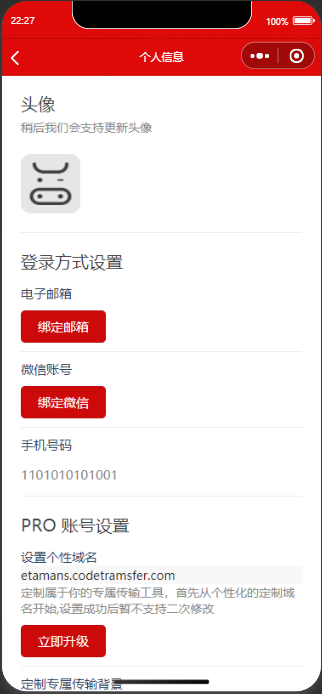 22:27
100%
个人信息
头像
稍后我们会支持更新头像
登录方式设置
电子邮箱
绑定邮箱
微信账号
绑定微信
手机号码
1101010101001
PRO 账号设置
设置个性域名
etamans.codetramsfer.com
定制属于你的专属传输工具，首先从个性化的定制域
名开始,设置成功后暂不支持二次修改
立即升级
定制专属传输背景